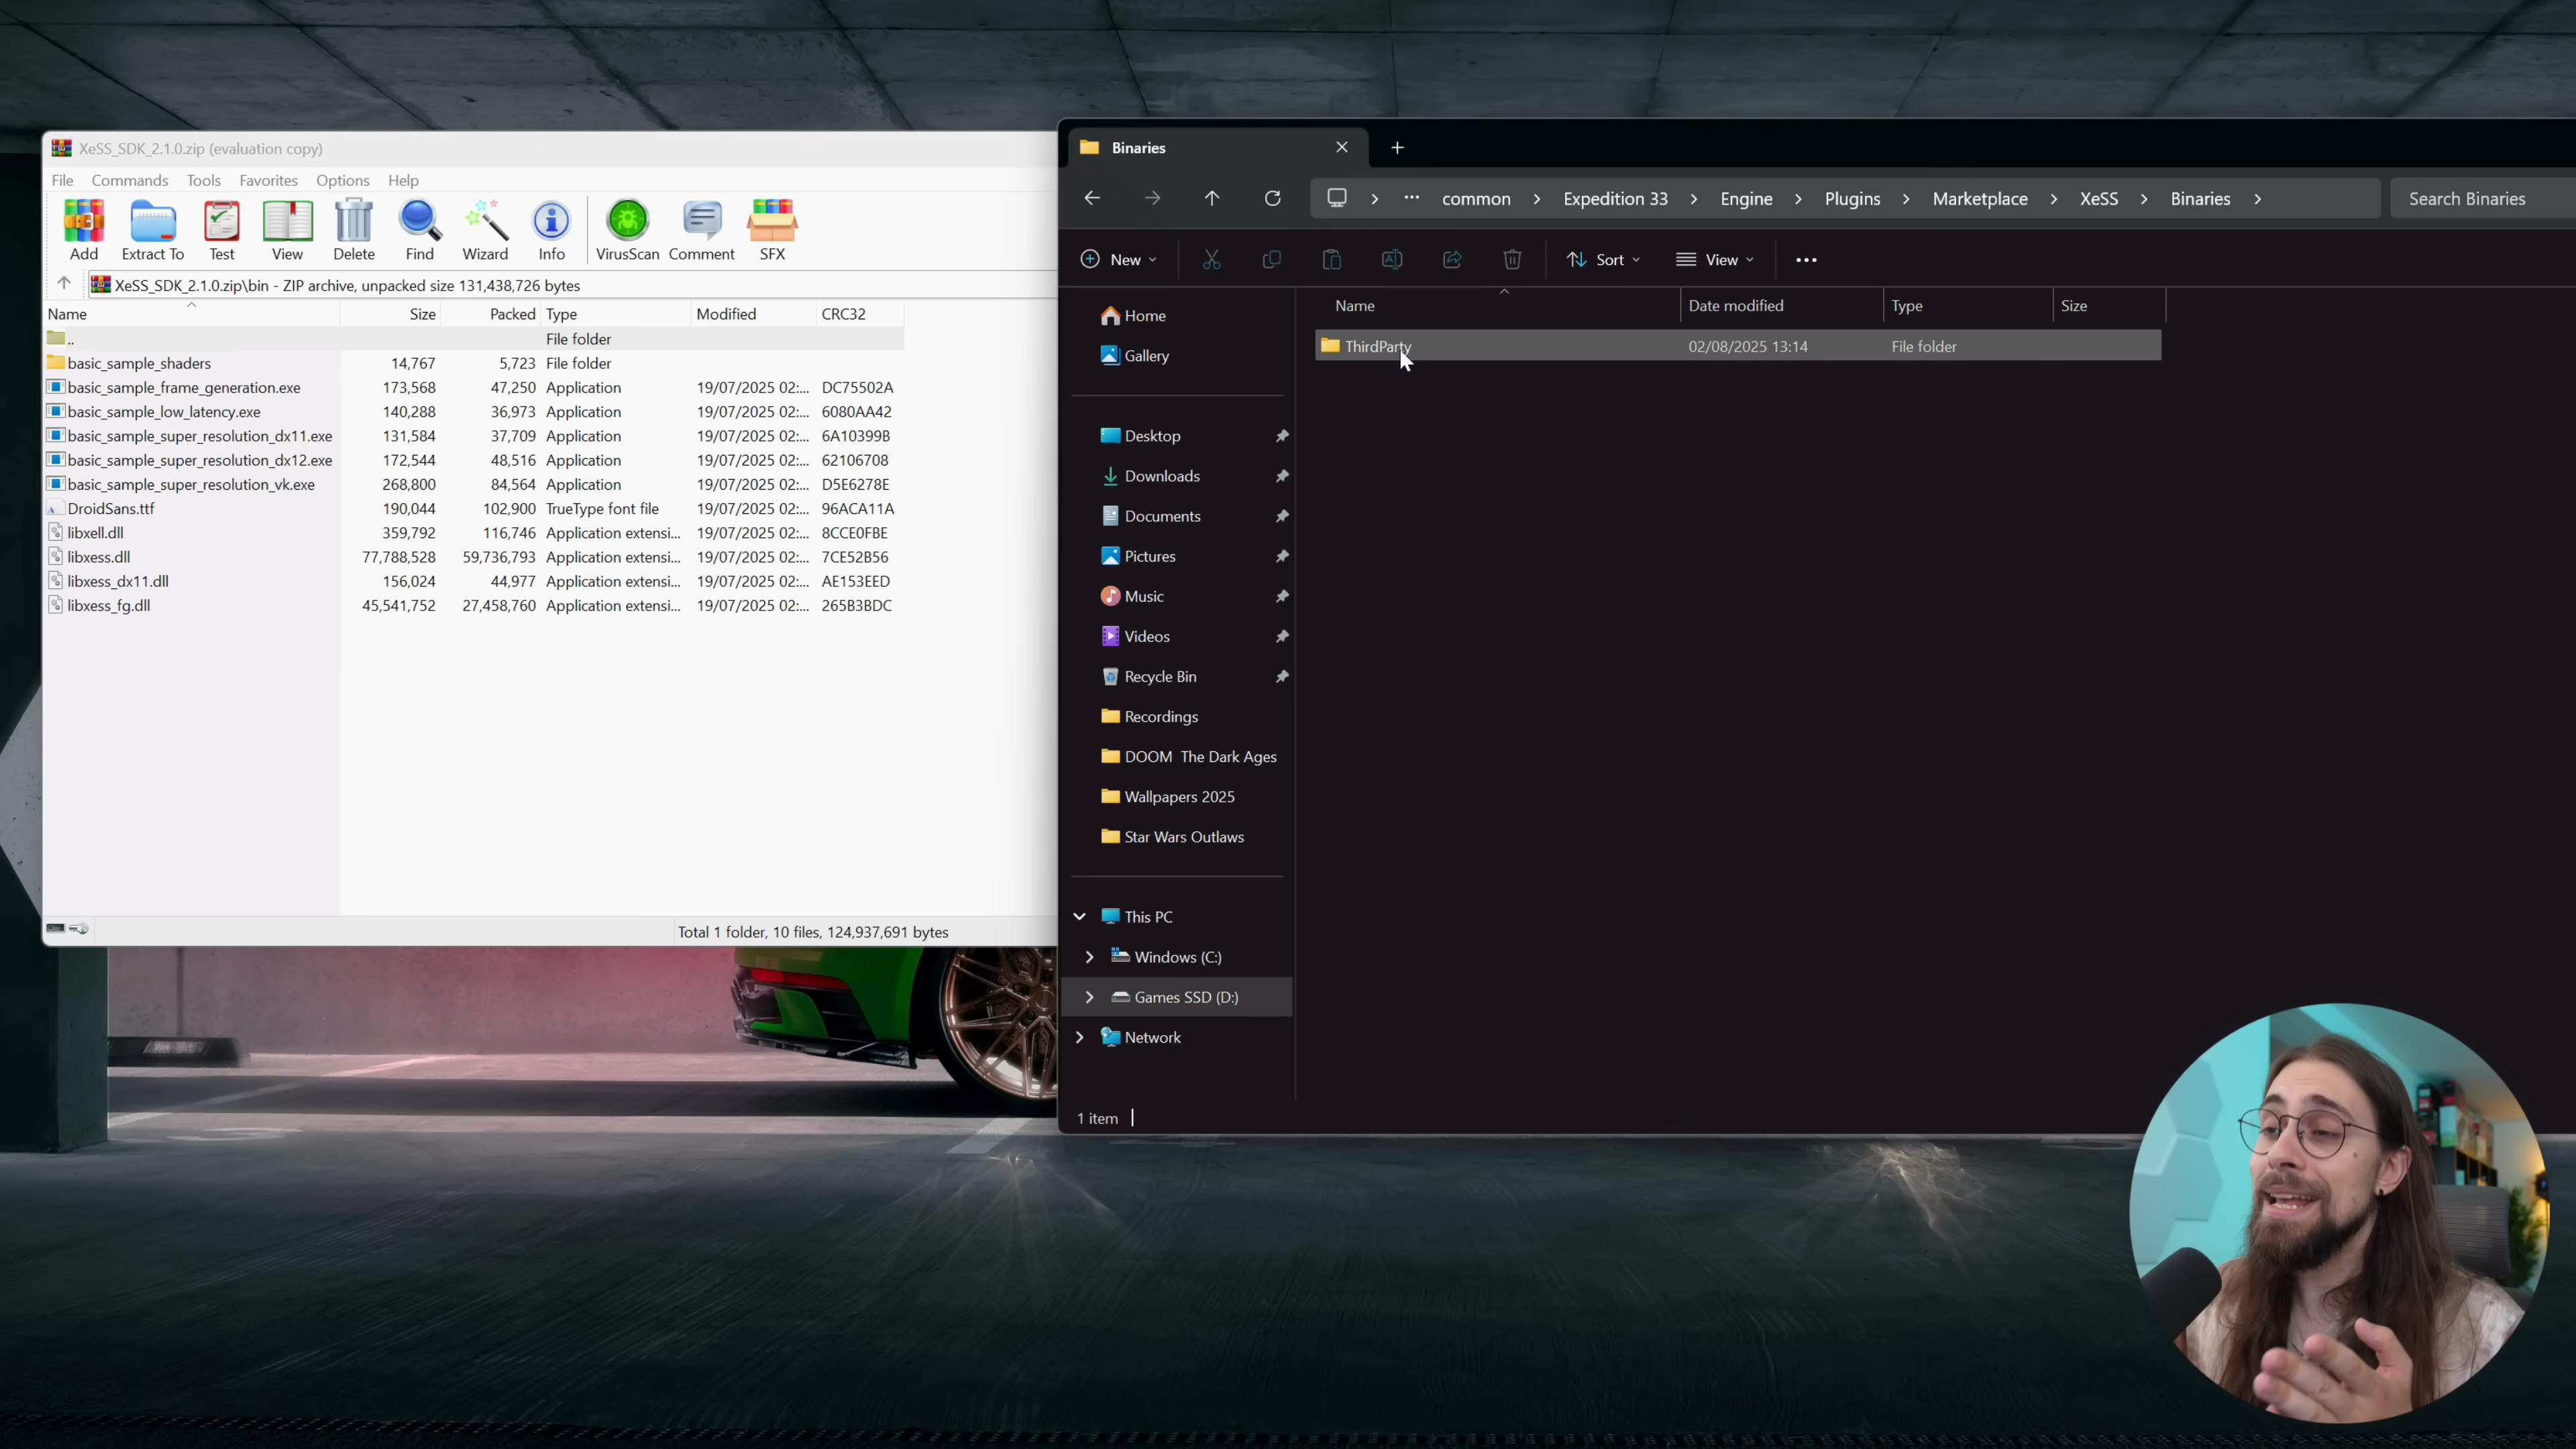 XeSS_SDK_2.1.0.zip (evaluation copy)
File Commands Tools Favorites Options Help
Add Extract To Test View Delete Find Wizard Info VirusScan Comment SFX
XeSS_SDK_2.1.0.zip\bin - ZIP archive, unpacked size 131,438,726 bytes
Name Size Packed Type Modified CRC32
.. File folder
basic_sample_shaders 14,767 5,723 File folder
basic_sample_frame_generation.exe 173,568 47,250 Application 19/07/2025 02:... DC75502A
basic_sample_low_latency.exe 140,288 36,973 Application 19/07/2025 02:... 6080AA42
basic_sample_super_resolution_dx11.exe 131,584 37,709 Application 19/07/2025 02:... 6A10399B
basic_sample_super_resolution_dx12.exe 172,544 48,516 Application 19/07/2025 02:... 62106708
basic_sample_super_resolution_vk.exe 268,800 84,564 Application 19/07/2025 02:... D5E6278E
DroidSans.ttf 190,044 102,900 TrueType font file 19/07/2025 02:... 96ACA11A
libxell.dll 359,792 116,746 Application extensi... 19/07/2025 02:... 8CCE0FBE
libxess.dll 77,788,528 59,736,793 Application extensi... 19/07/2025 02:... 7CE52B56
libxess_dx11.dll 156,024 44,977 Application extensi... 19/07/2025 02:... AE153EED
libxess_fg.dll 45,541,752 27,458,760 Application extensi... 19/07/2025 02:... 265B3BDC
Total 1 folder, 10 files, 124,937,691 bytes
Binaries
... common > Expedition 33 > Engine > Plugins > Marketplace > XeSS > Binaries >
Search Binaries
New Sort View ...
Name Date modified Type Size
ThirdParty 02/08/2025 13:14 File folder
Home
Gallery
Desktop
Downloads
Documents
Pictures
Music
Videos
Recycle Bin
Recordings
DOOM The Dark Ages
Wallpapers 2025
Star Wars Outlaws
This PC
Windows (C:)
Games SSD (D:)
Network
1 item